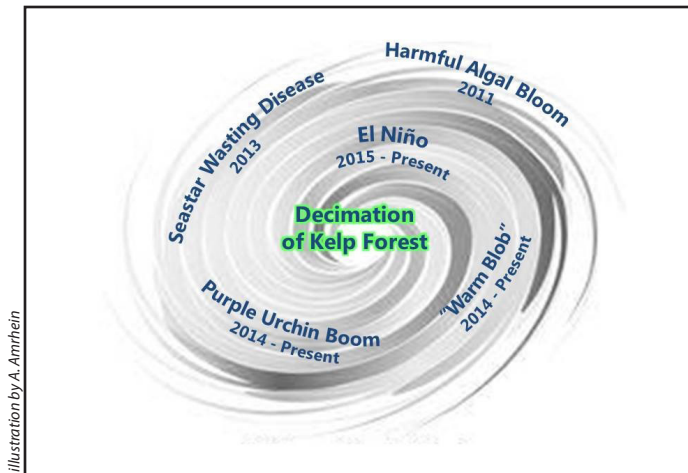 Harmful Algal Bloom
2011
Seastar Wasting Disease
2013
El Niño
2015 - Present
Decimation
of Kelp Forest
"Warm Blob"
2014 - Present
Purple Urchin Boom
2014 - Present
illustration by A. Amrhein